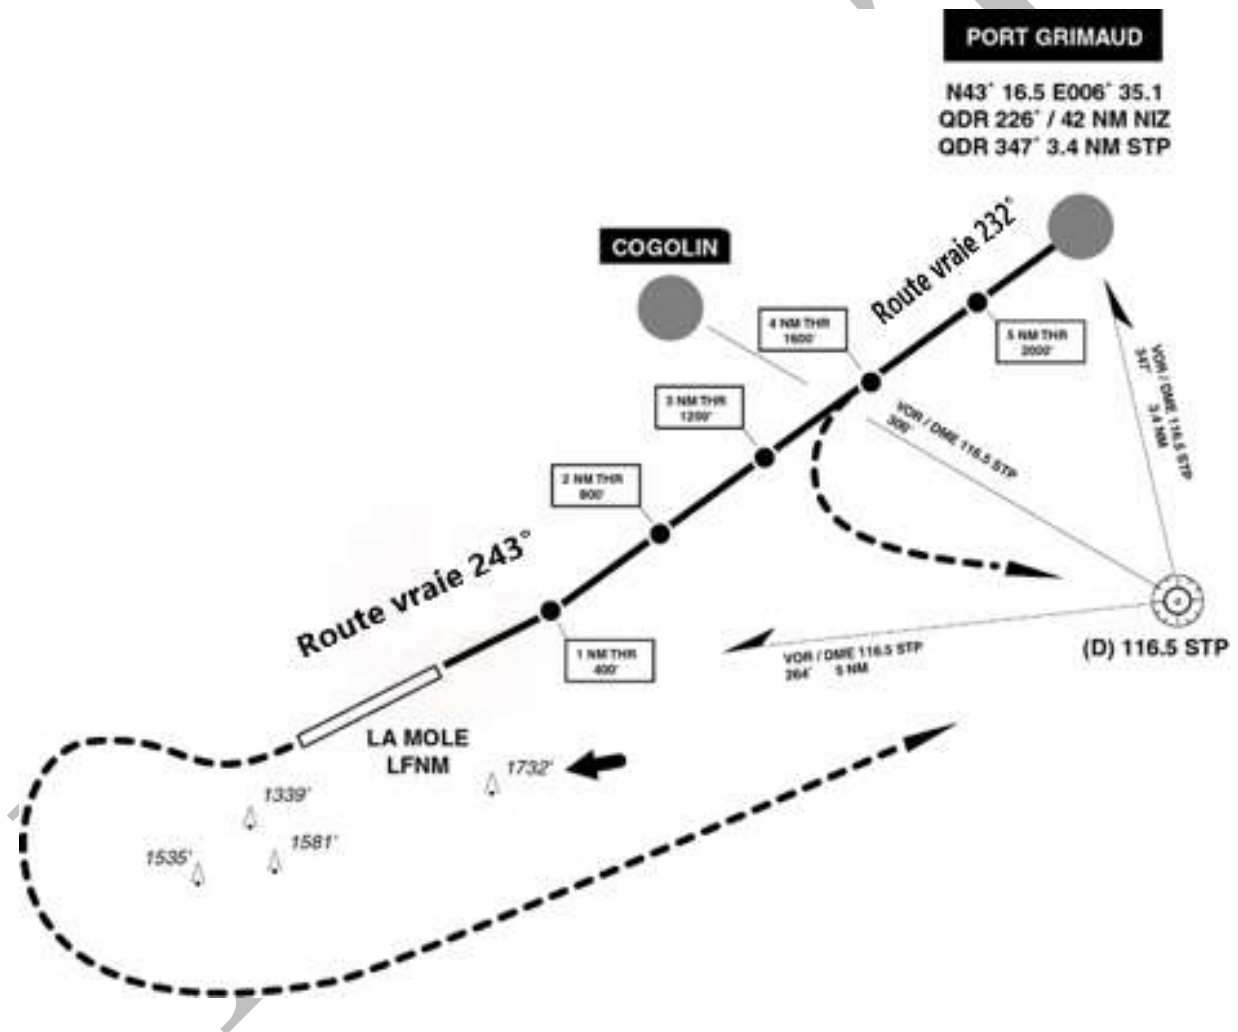 PORT GRIMAUD
N43° 16.5 E006° 35.1
QDR 226° / 42 NM NIZ
QDR 347° 3.4 NM STP
Route vraie 232°
COGOLIN
4 NM THR
1600'
5 NM THR
2000'
VOR / DME 116.5 STP
347° 3.4 NM
3 NM THR
1200'
VOR / DME 116.5 STP
300°
2 NM THR
800'
Route vraie 243°
(D) 116.5 STP
1 NM THR
400'
VOR / DME 116.5 STP
264° 5 NM
LA MOLE
LFNM
1732'
1339'
1581'
1535'